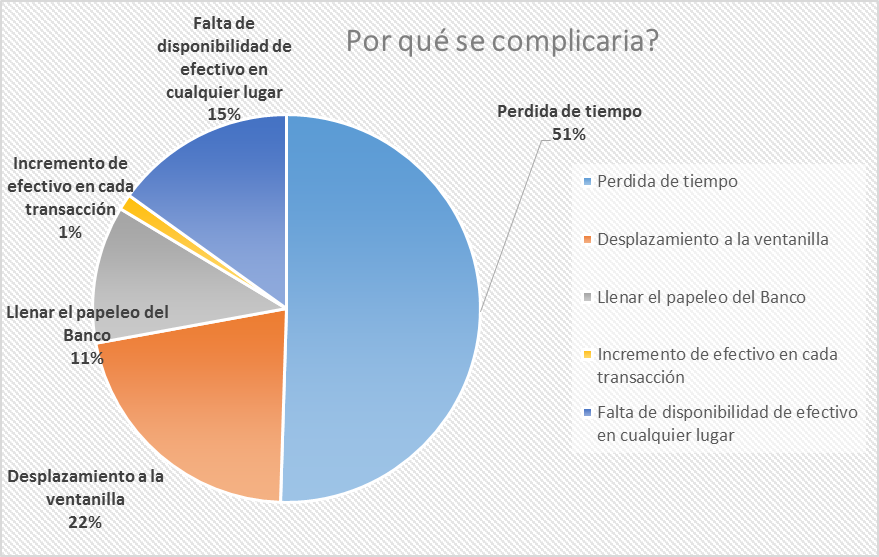 Por qué se complicaria?
Falta de
disponibilidad de
efectivo en
cualquier lugar
15%
Perdida de tiempo
51%
Incremento de
efectivo en cada
transacción
1%
Llenar el papeleo del
Banco
11%
Desplazamiento a la
ventanilla
22%
Perdida de tiempo
Desplazamiento a la ventanilla
Llenar el papeleo del Banco
Incremento de efectivo en cada
transacción
Falta de disponibilidad de efectivo
en cualquier lugar